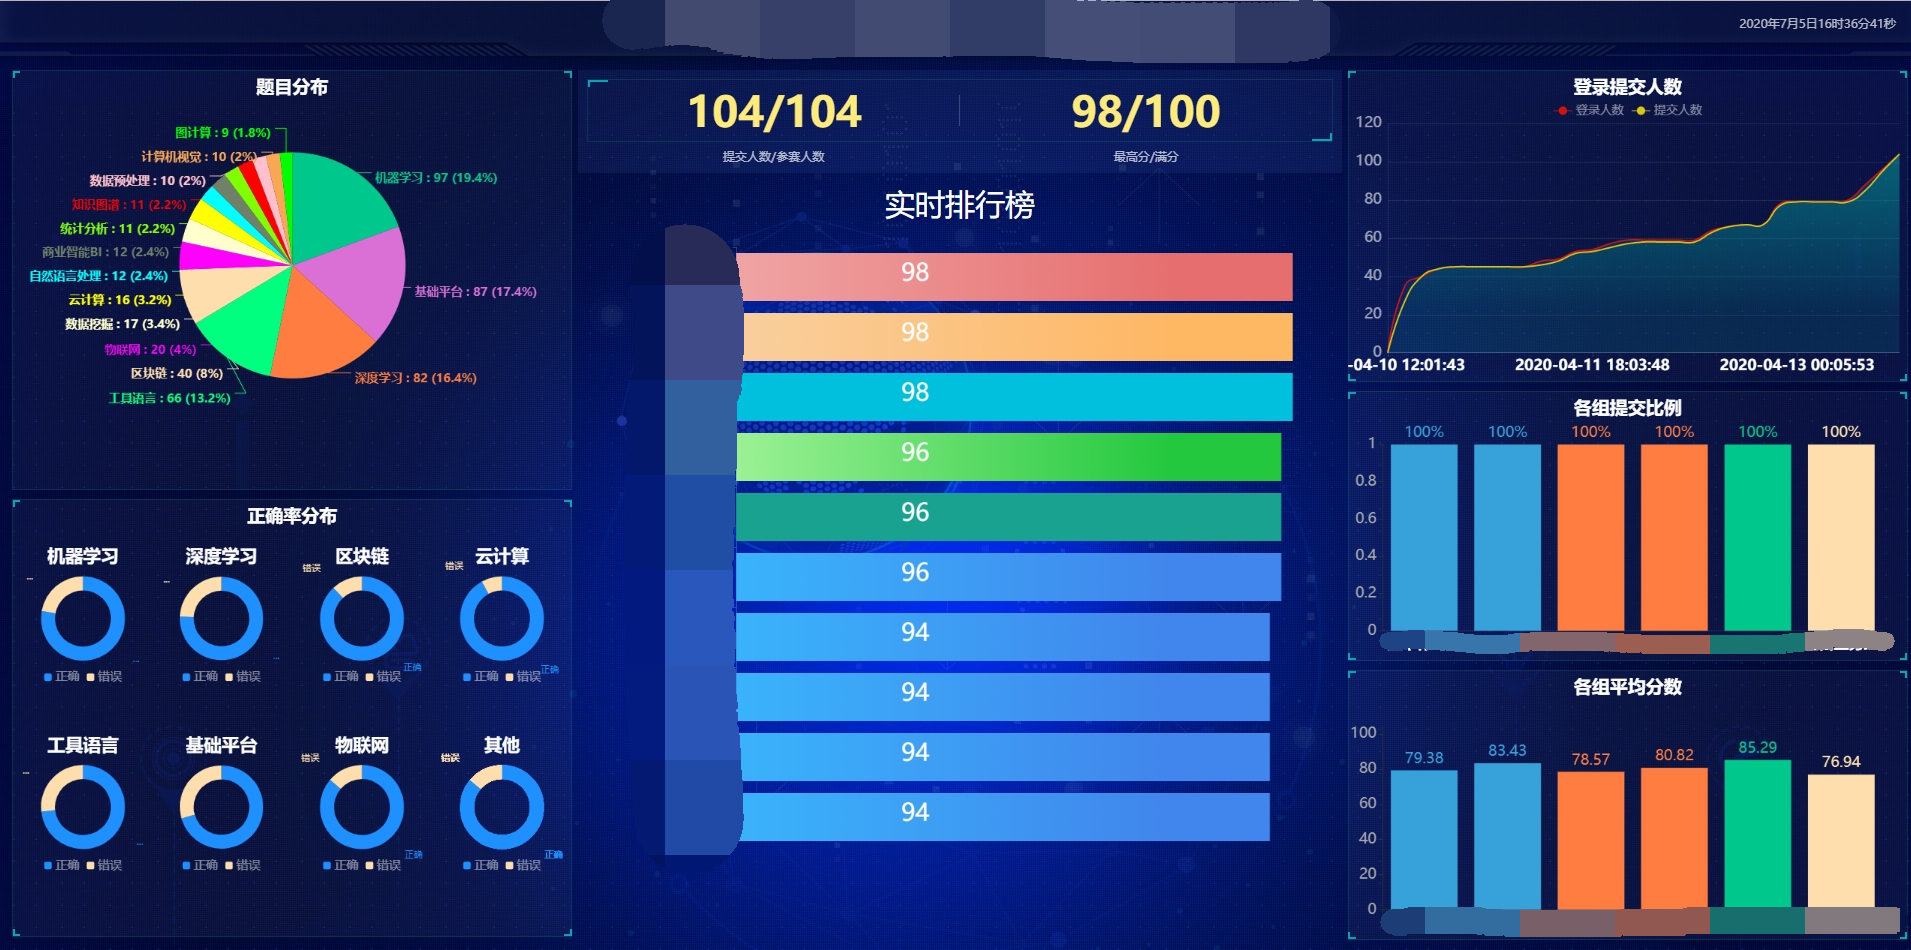 2020年7月5日16时36分41秒
题目分布
图计算 : 9 (1.8%)
计算机视觉 : 10 (2%)
数据预处理 : 10 (2%)
知识图谱 : 11 (2.2%)
统计分析 : 11 (2.2%)
商业智能BI : 12 (2.4%)
自然语言处理 : 12 (2.4%)
云计算 : 16 (3.2%)
数据挖掘 : 17 (3.4%)
物联网 : 20 (4%)
区块链 : 40 (8%)
工具语言 : 66 (13.2%)
机器学习 : 97 (19.4%)
基础平台 : 87 (17.4%)
深度学习 : 82 (16.4%)
正确率分布
机器学习 深度学习 区块链 云计算
错误 错误
...
正确 正确
正确 错误 正确 错误 正确 错误 正确 错误
工具语言 基础平台 物联网 其他
错误 错误
...
正确 正确
正确 错误 正确 错误 正确 错误 正确 错误
104/104 98/100
提交人数/参赛人数 最高分/满分
实时排行榜
98
98
98
96
96
96
94
94
94
94
登录提交人数
登录人数 提交人数
120
100
80
60
40
20
0
-04-10 12:01:43 2020-04-11 18:03:48 2020-04-13 00:05:53
各组提交比例
100% 100% 100% 100% 100% 100%
1
0.8
0.6
0.4
0.2
0
各组平均分数
100
79.38 83.43 78.57 80.82 85.29 76.94
80
60
40
20
0